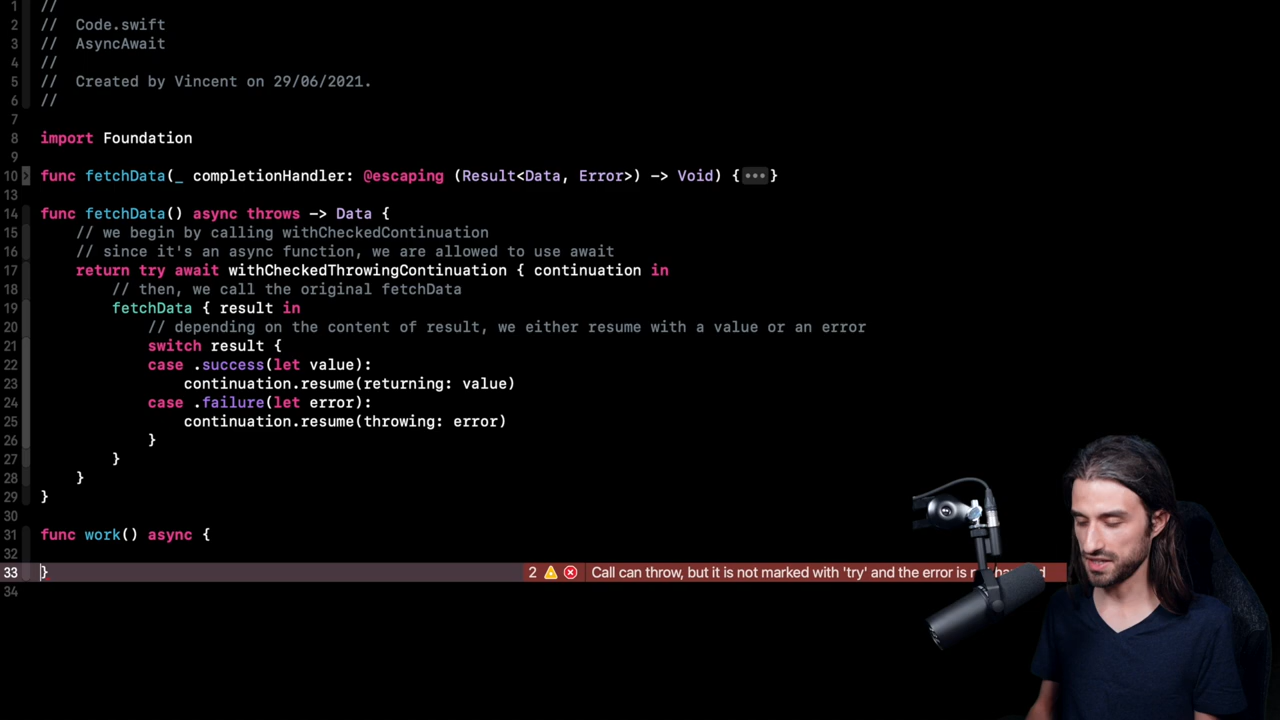 1 //
2 // Code.swift
3 // AsyncAwait
4 //
5 // Created by Vincent on 29/06/2021.
6 //
7
8 import Foundation
9
10 func fetchData(_ completionHandler: @escaping (Result<Data, Error>) -> Void) {•••}
13
14 func fetchData() async throws -> Data {
15 // we begin by calling withCheckedContinuation
16 // since it's an async function, we are allowed to use await
17 return try await withCheckedThrowingContinuation { continuation in
18 // then, we call the original fetchData
19 fetchData { result in
20 // depending on the content of result, we either resume with a value or an error
21 switch result {
22 case .success(let value):
23 continuation.resume(returning: value)
24 case .failure(let error):
25 continuation.resume(throwing: error)
26 }
27 }
28 }
29 }
30
31 func work() async {
32
33 } 2 Call can throw, but it is not marked with 'try' and the error is
34